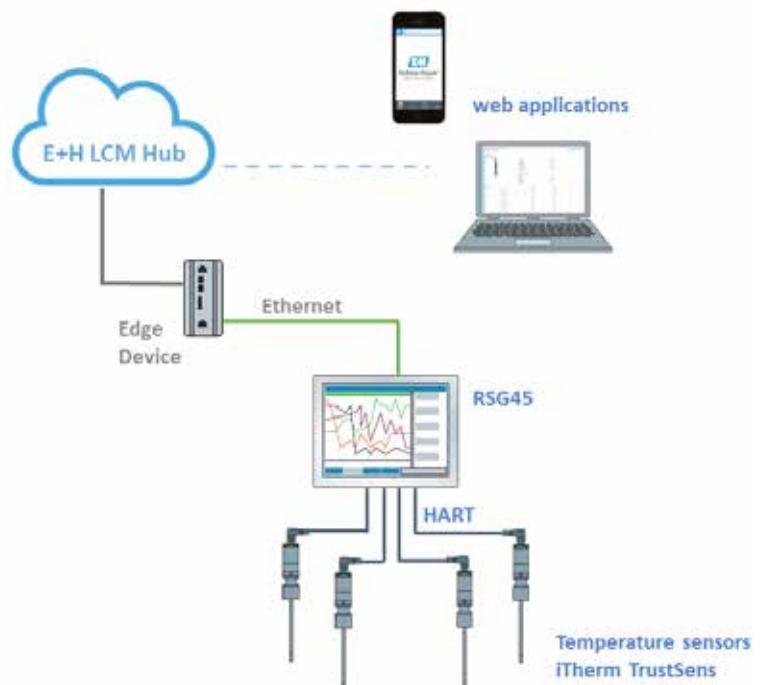 E+H
web applications
E+H LCM Hub
Ethernet
Edge
Device
RSG45
HART
Temperature sensors
iTherm TrustSens